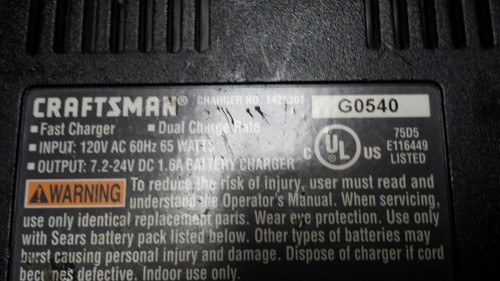 CRAFTSMAN® CHARGER NO. 1425301 G0540
▪ Fast Charger ▪ Dual Charge Rate
▪ INPUT: 120V AC 60Hz 65 WATTS
▪ OUTPUT: 7.2-24V DC 1.6A BATTERY CHARGER
C UL US
75D5
E116449
LISTED
WARNING To reduce the risk of injury, user must read and
understand the Operator's Manual. When servicing,
use only identical replacement parts. Wear eye protection. Use only
with Sears battery pack listed below. Other types of batteries may
burst causing personal injury and damage. Dispose of charger if cord
becomes defective. Indoor use only.